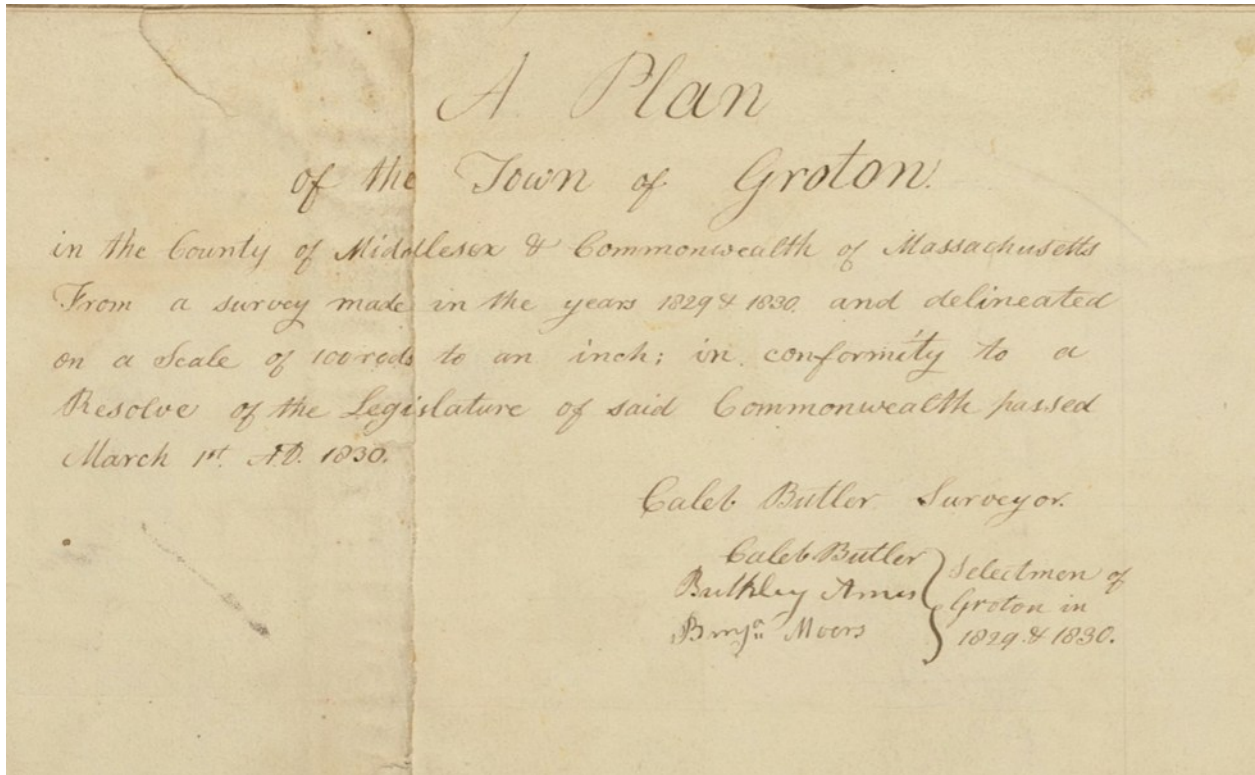 A Plan
of the Town of Groton.
in the County of Middlesex & Commonwealth of Massachusetts
From a survey made in the years 1829 & 1830. and delineated
on a Scale of 100 rods to an inch; in conformity to a
Resolve of the Legislature of said Commonwealth passed
March 1st. A.D. 1830.
Caleb Butler Surveyor.
Caleb Butler
Bulkley Ames
Benjan Moors
Selectmen of
Groton in
1829 & 1830.